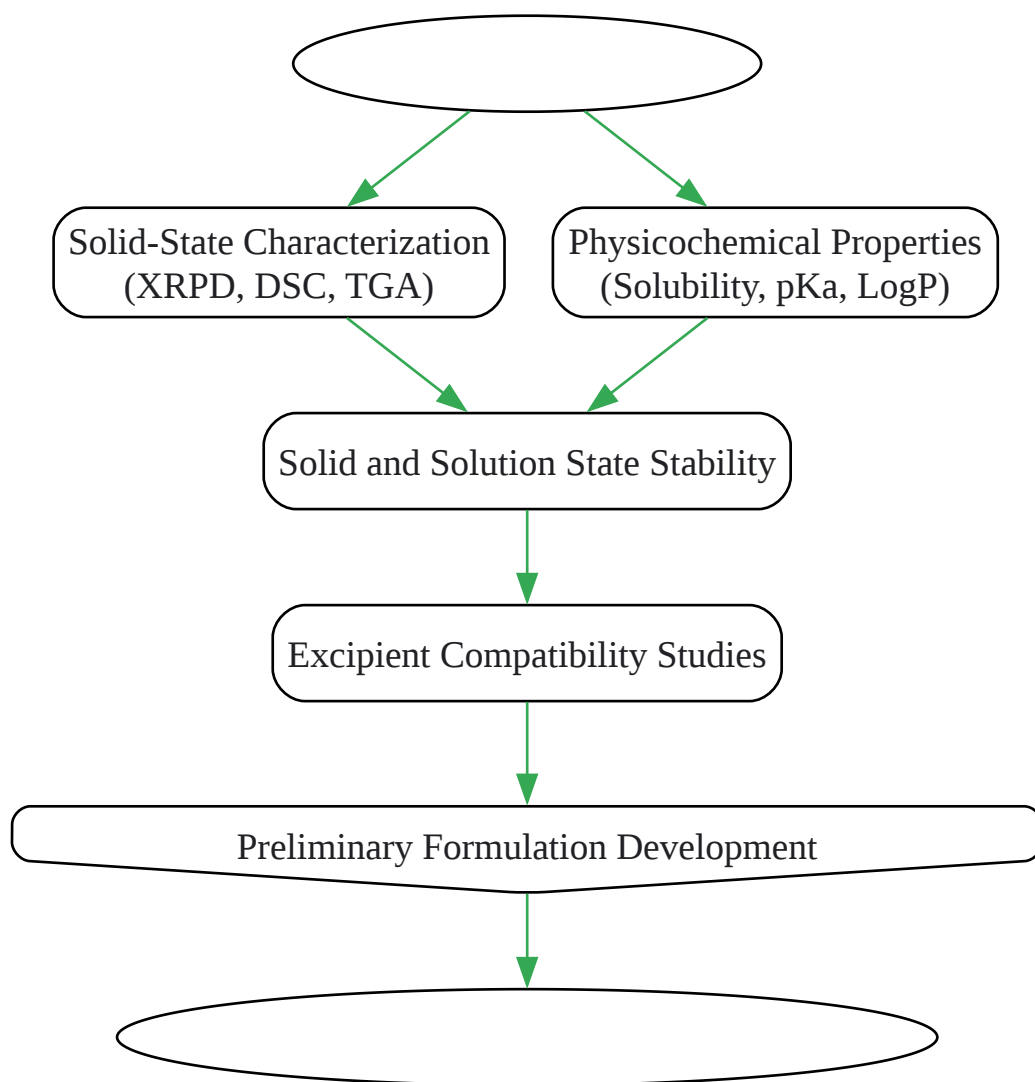 Solid-State Characterization
(XRPD, DSC, TGA)
Physicochemical Properties
(Solubility, pKa, LogP)
Solid and Solution State Stability
Excipient Compatibility Studies
Preliminary Formulation Development